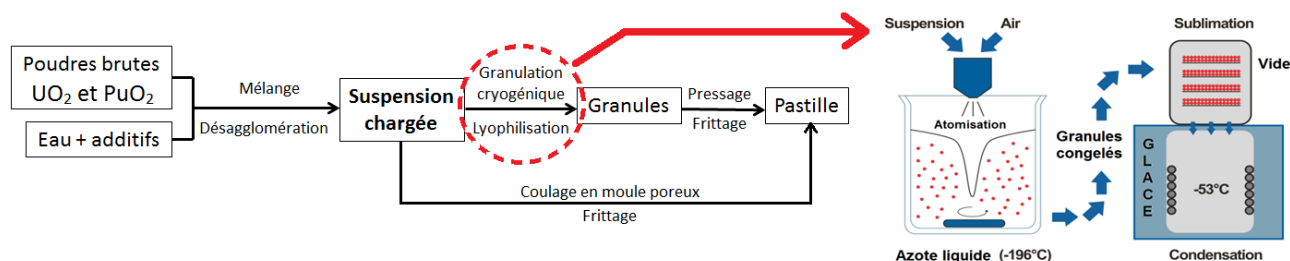 Poudres brutes
UO₂ et PuO₂
Eau + additifs
Mélange
Désagglomération
Suspension
chargée
Granulation
cryogénique
Lyophilisation
Granules
Pressage
Frittage
Pastille
Coulage en moule poreux
Frittage
Suspension
Air
Atomisation
Azote liquide (-196°C)
Granules
congelés
Sublimation
Vide
GLACE
-53°C
Condensation